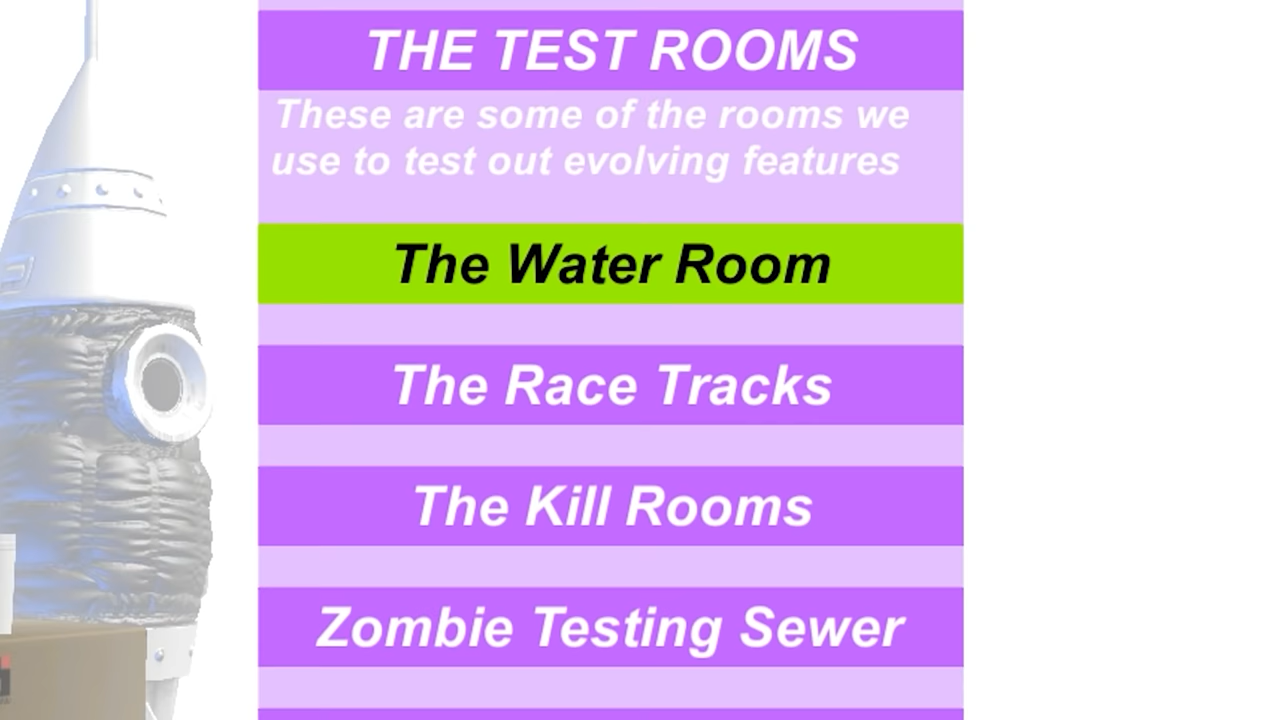 THE TEST ROOMS
These are some of the rooms we
use to test out evolving features
The Water Room
The Race Tracks
The Kill Rooms
Zombie Testing Sewer